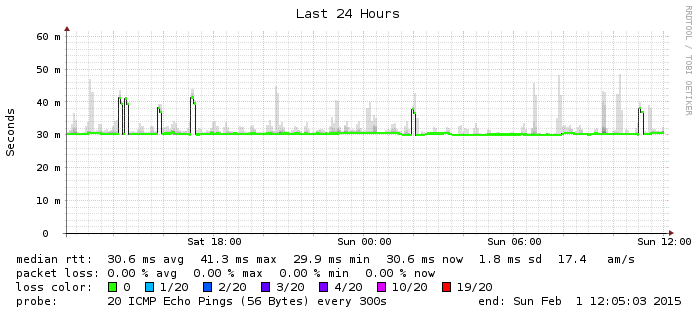 Last 24 Hours
RRDTOOL / TOBI OETIKER
Seconds
60 m
50 m
40 m
30 m
20 m
10 m
0
Sat 18:00 Sun 00:00 Sun 06:00 Sun 12:00
median rtt: 30.6 ms avg 41.3 ms max 29.9 ms min 30.6 ms now 1.8 ms sd 17.4 am/s
packet loss: 0.00 % avg 0.00 % max 0.00 % min 0.00 % now
loss color: 0 1/20 2/20 3/20 4/20 10/20 19/20
probe: 20 ICMP Echo Pings (56 Bytes) every 300s end: Sun Feb 1 12:05:03 2015